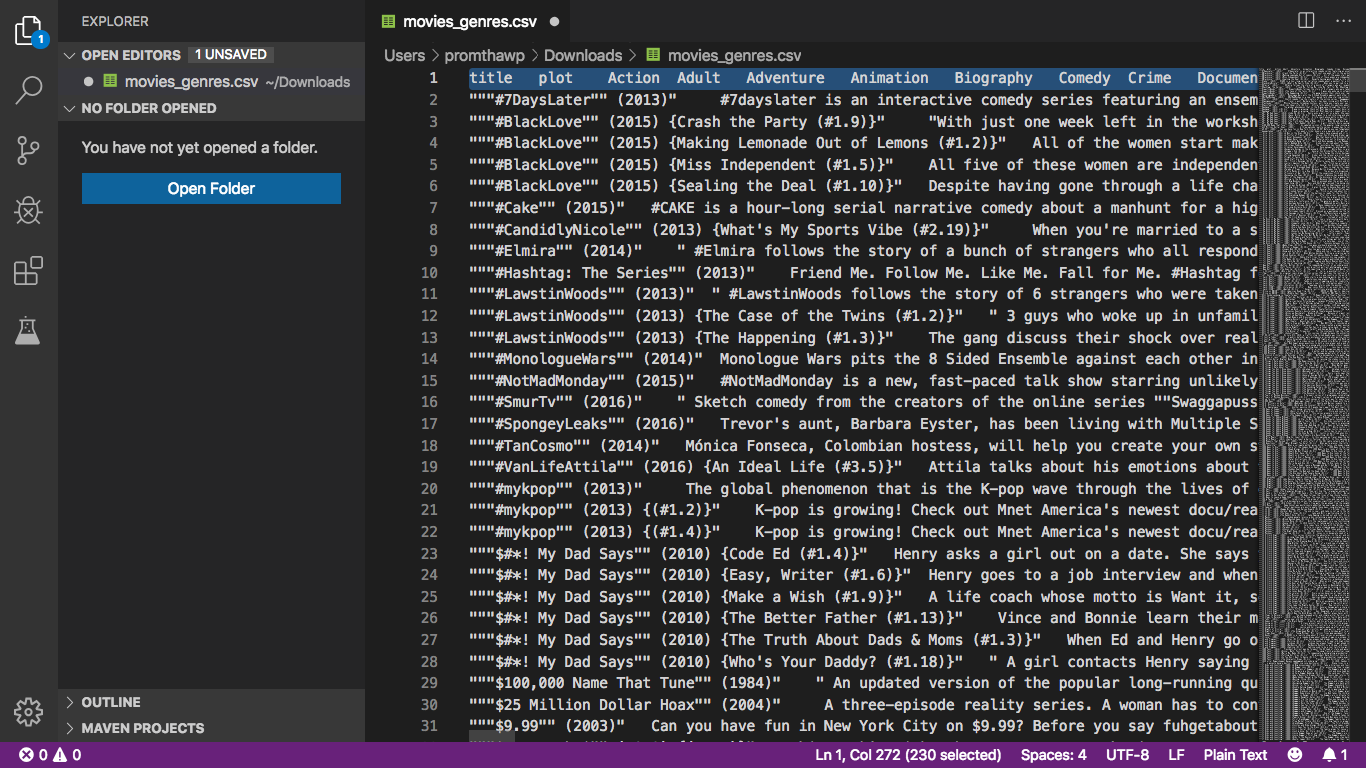 EXPLORER
OPEN EDITORS 1 UNSAVED
movies_genres.csv ~/Downloads
NO FOLDER OPENED
You have not yet opened a folder.
Open Folder
OUTLINE
MAVEN PROJECTS
1
movies_genres.csv
Users > promthawp > Downloads > movies_genres.csv
1 title plot Action Adult Adventure Animation Biography Comedy Crime Documen
2 """#7DaysLater"" (2013)" #7dayslater is an interactive comedy series featuring an ensem
3 """#BlackLove"" (2015) {Crash the Party (#1.9)}" "With just one week left in the worksh
4 """#BlackLove"" (2015) {Making Lemonade Out of Lemons (#1.2)}" All of the women start mak
5 """#BlackLove"" (2015) {Miss Independent (#1.5)}" All five of these women are independen
6 """#BlackLove"" (2015) {Sealing the Deal (#1.10)}" Despite having gone through a life cha
7 """#Cake"" (2015)" #CAKE is a hour-long serial narrative comedy about a manhunt for a hig
8 """#CandidlyNicole"" (2013) {What's My Sports Vibe (#2.19)}" When you're married to a s
9 """#Elmira"" (2014)" " #Elmira follows the story of a bunch of strangers who all respond
10 """#Hashtag: The Series"" (2013)" Friend Me. Follow Me. Like Me. Fall for Me. #Hashtag f
11 """#LawstinWoods"" (2013)" " #LawstinWoods follows the story of 6 strangers who were taken
12 """#LawstinWoods"" (2013) {The Case of the Twins (#1.2)}" " 3 guys who woke up in unfamil
13 """#LawstinWoods"" (2013) {The Happening (#1.3)}" The gang discuss their shock over real
14 """#MonologueWars"" (2014)" Monologue Wars pits the 8 Sided Ensemble against each other in
15 """#NotMadMonday"" (2015)" #NotMadMonday is a new, fast-paced talk show starring unlikely
16 """#SmurTv"" (2016)" " Sketch comedy from the creators of the online series ""Swaggapuss
17 """#SpongeyLeaks"" (2016)" Trevor's aunt, Barbara Eyster, has been living with Multiple S
18 """#TanCosmo"" (2014)" Mónica Fonseca, Colombian hostess, will help you create your own s
19 """#VanLifeAttila"" (2016) {An Ideal Life (#3.5)}" Attila talks about his emotions about
20 """#mykpop"" (2013)" The global phenomenon that is the K-pop wave through the lives of
21 """#mykpop"" (2013) {(#1.2)}" K-pop is growing! Check out Mnet America's newest docu/rea
22 """#mykpop"" (2013) {(#1.4)}" K-pop is growing! Check out Mnet America's newest docu/rea
23 """$#*! My Dad Says"" (2010) {Code Ed (#1.4)}" Henry asks a girl out on a date. She says
24 """$#*! My Dad Says"" (2010) {Easy, Writer (#1.6)}" Henry goes to a job interview and when
25 """$#*! My Dad Says"" (2010) {Make a Wish (#1.9)}" A life coach whose motto is Want it, s
26 """$#*! My Dad Says"" (2010) {The Better Father (#1.13)}" Vince and Bonnie learn their m
27 """$#*! My Dad Says"" (2010) {The Truth About Dads & Moms (#1.3)}" When Ed and Henry go o
28 """$#*! My Dad Says"" (2010) {Who's Your Daddy? (#1.18)}" " A girl contacts Henry saying
29 """$100,000 Name That Tune"" (1984)" " An updated version of the popular long-running qu
30 """$25 Million Dollar Hoax"" (2004)" A three-episode reality series. A woman has to con
31 """$9.99"" (2003)" Can you have fun in New York City on $9.99? Before you say fuhgetabout
0 0 Ln 1, Col 272 (230 selected) Spaces: 4 UTF-8 LF Plain Text 1